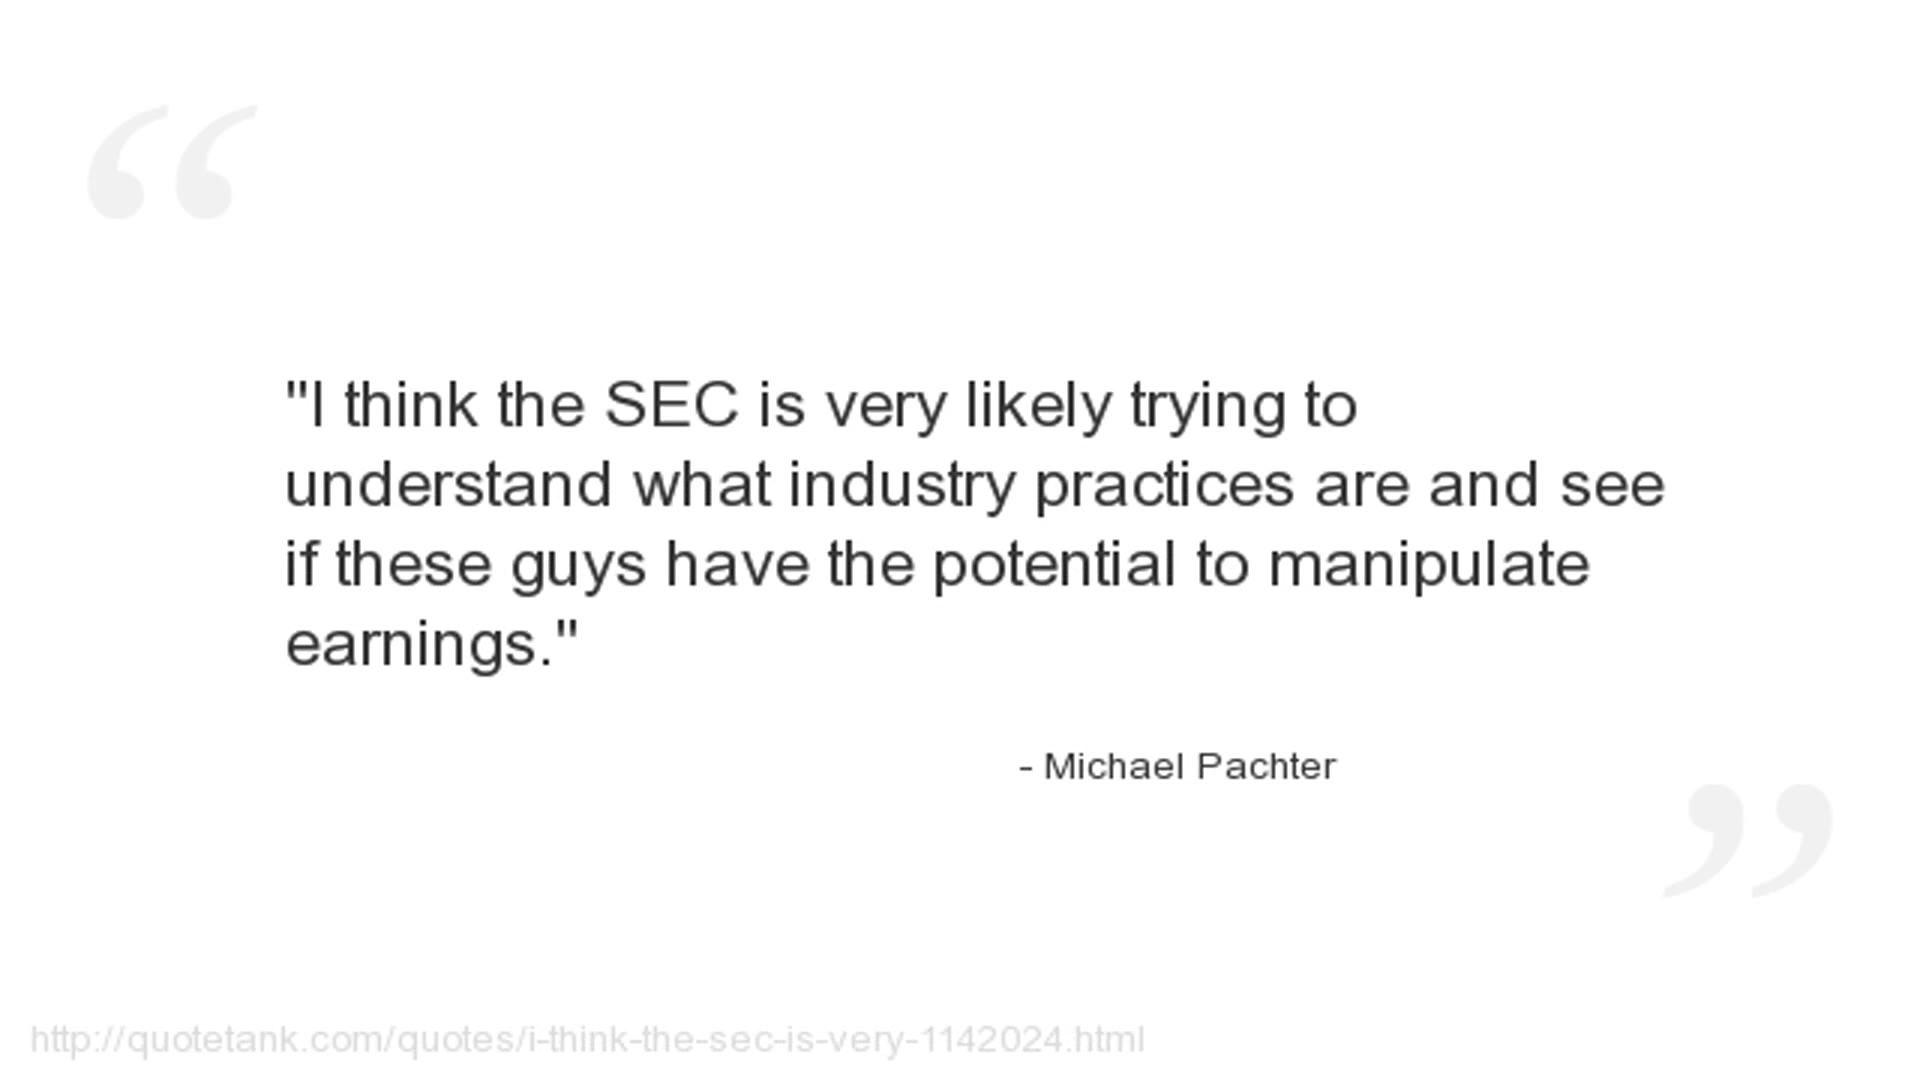 "I think the SEC is very likely trying to
understand what industry practices are and see
if these guys have the potential to manipulate
earnings."
- Michael Pachter
http://quotetank.com/quotes/i-think-the-sec-is-very-1142024.html